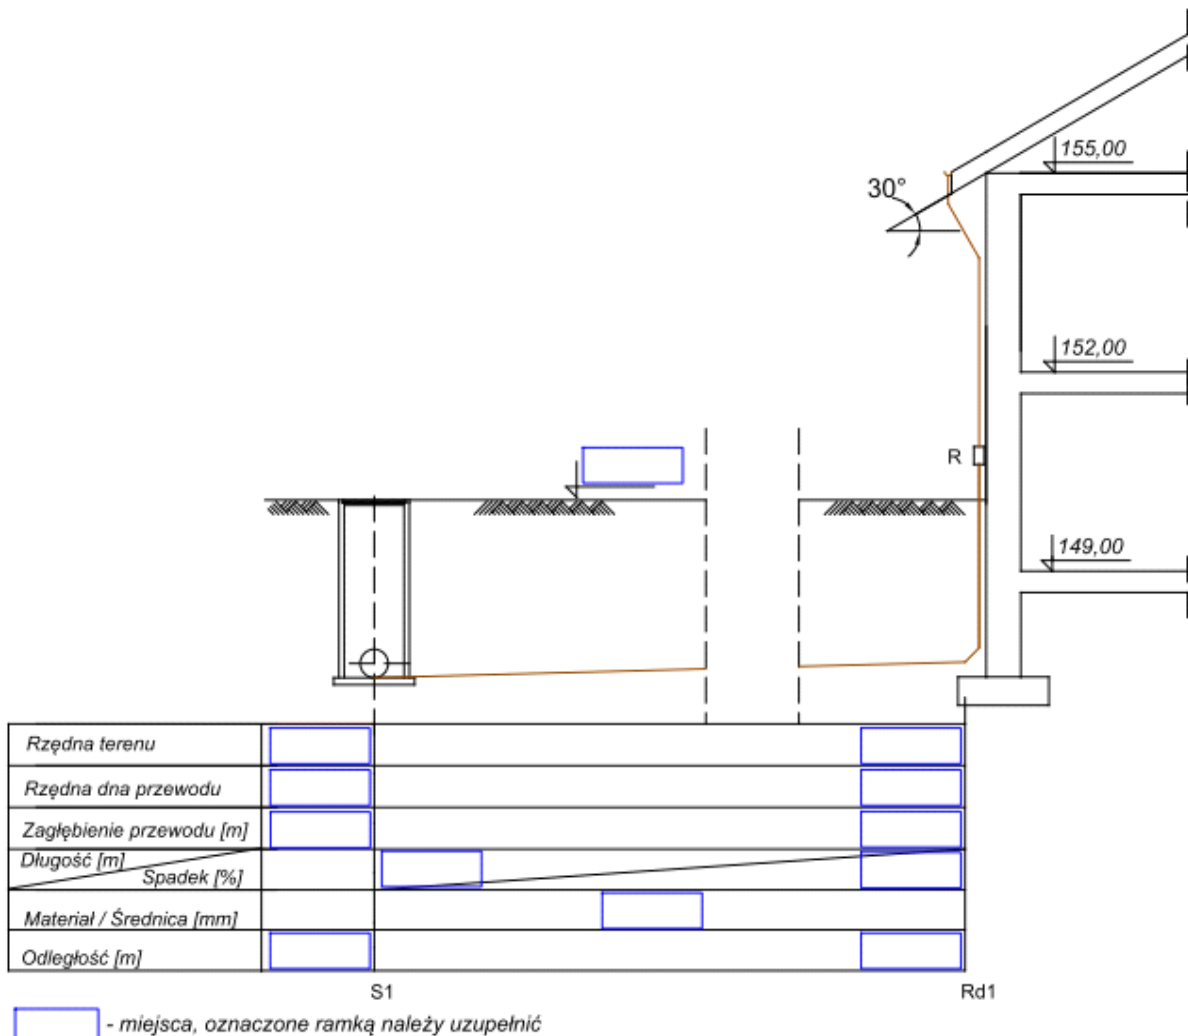 155,00
30°
152,00
R
149,00
Rzędna terenu
Rzędna dna przewodu
Zagłębienie przewodu [m]
Długość [m]
Spadek [%]
Materiał / Średnica [mm]
Odległość [m]
S1
Rd1
- miejsca, oznaczone ramką należy uzupełnić